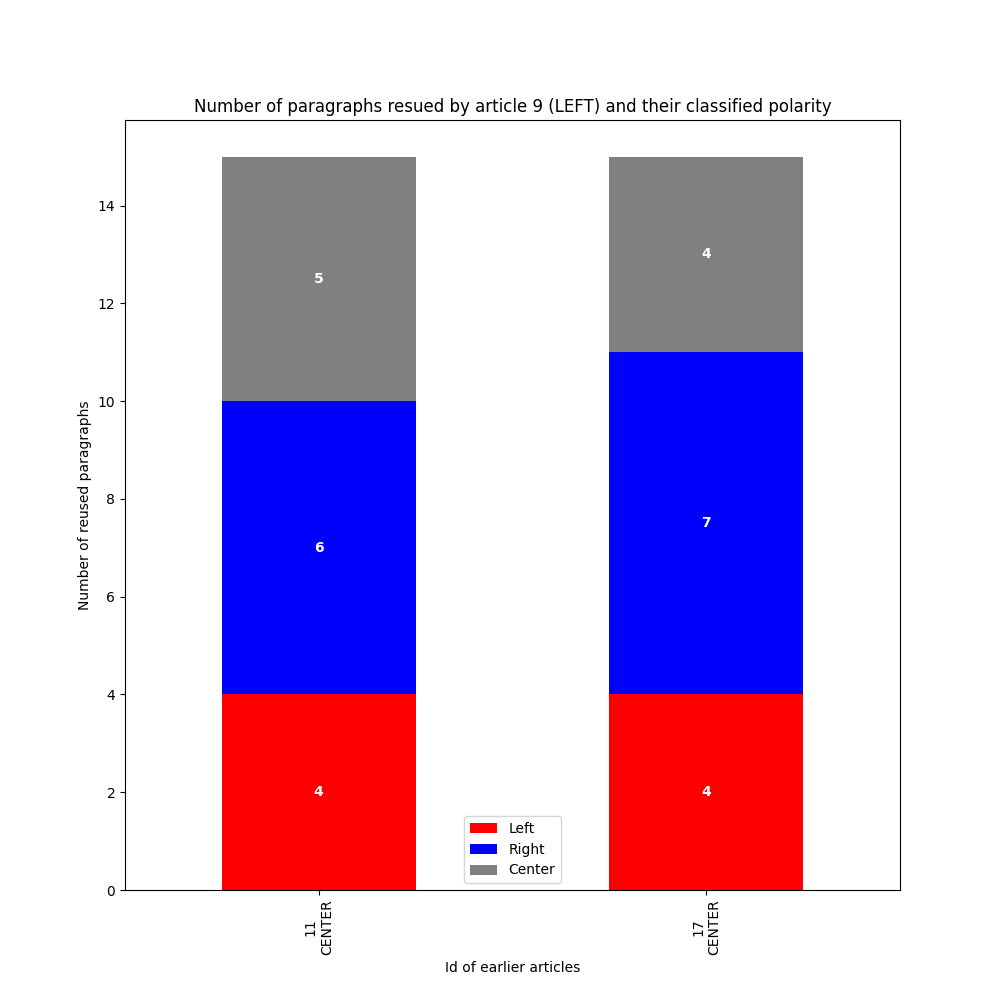 Number of paragraphs resued by article 9 (LEFT) and their classified polarity
Number of reused paragraphs
14
12
10
8
6
4
2
0
5
4
6
7
4
4
Left
Right
Center
11
CENTER
17
CENTER
Id of earlier articles